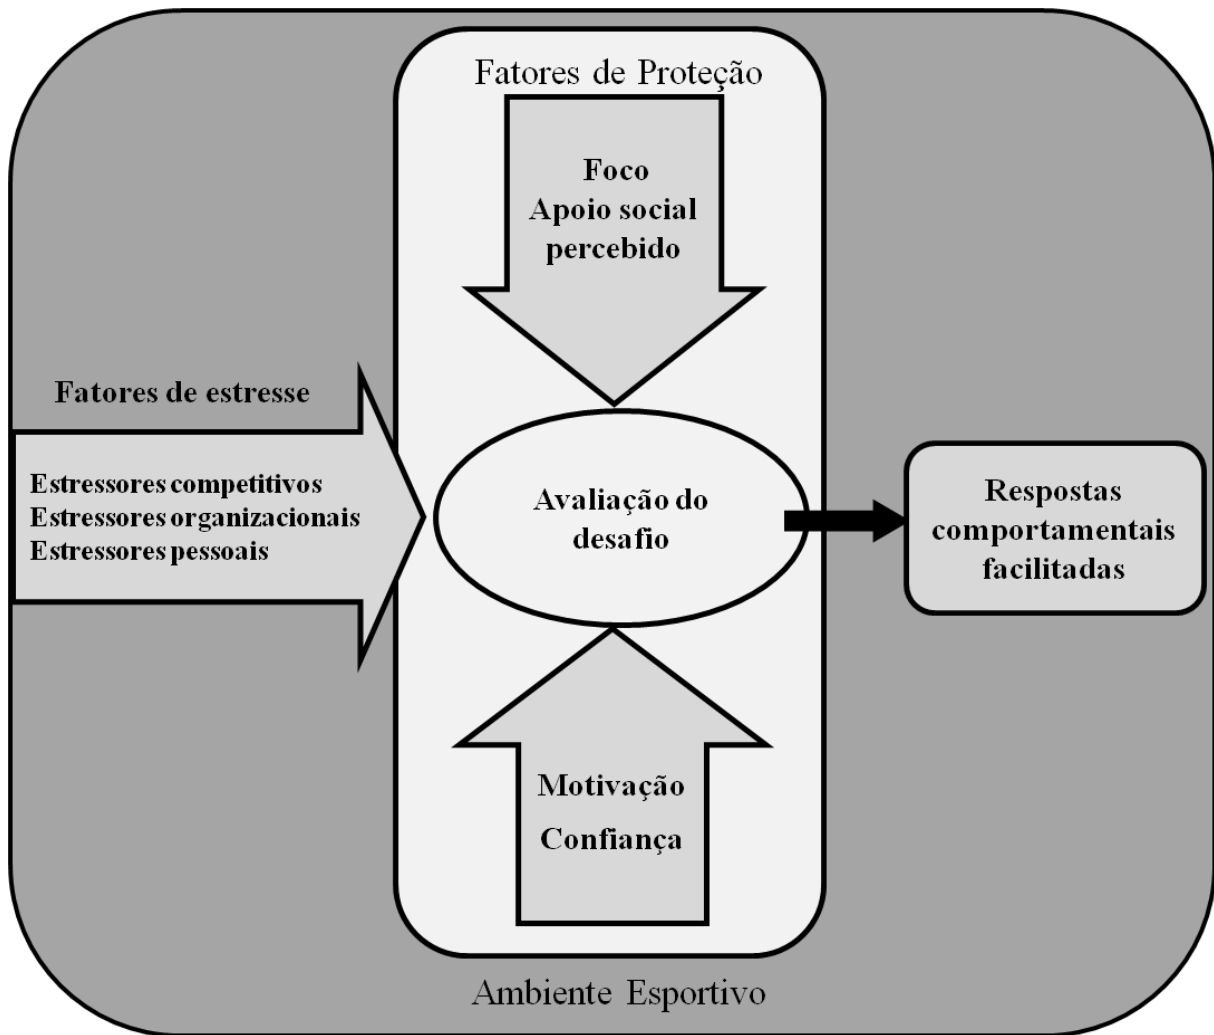 Fatores de Proteção
Foco
Apoio social
percebido
Fatores de estresse
Estressores competitivos
Estressores organizacionais
Estressores pessoais
Avaliação do
desafio
Respostas
comportamentais
facilitadas
Motivação
Confiança
Ambiente Esportivo